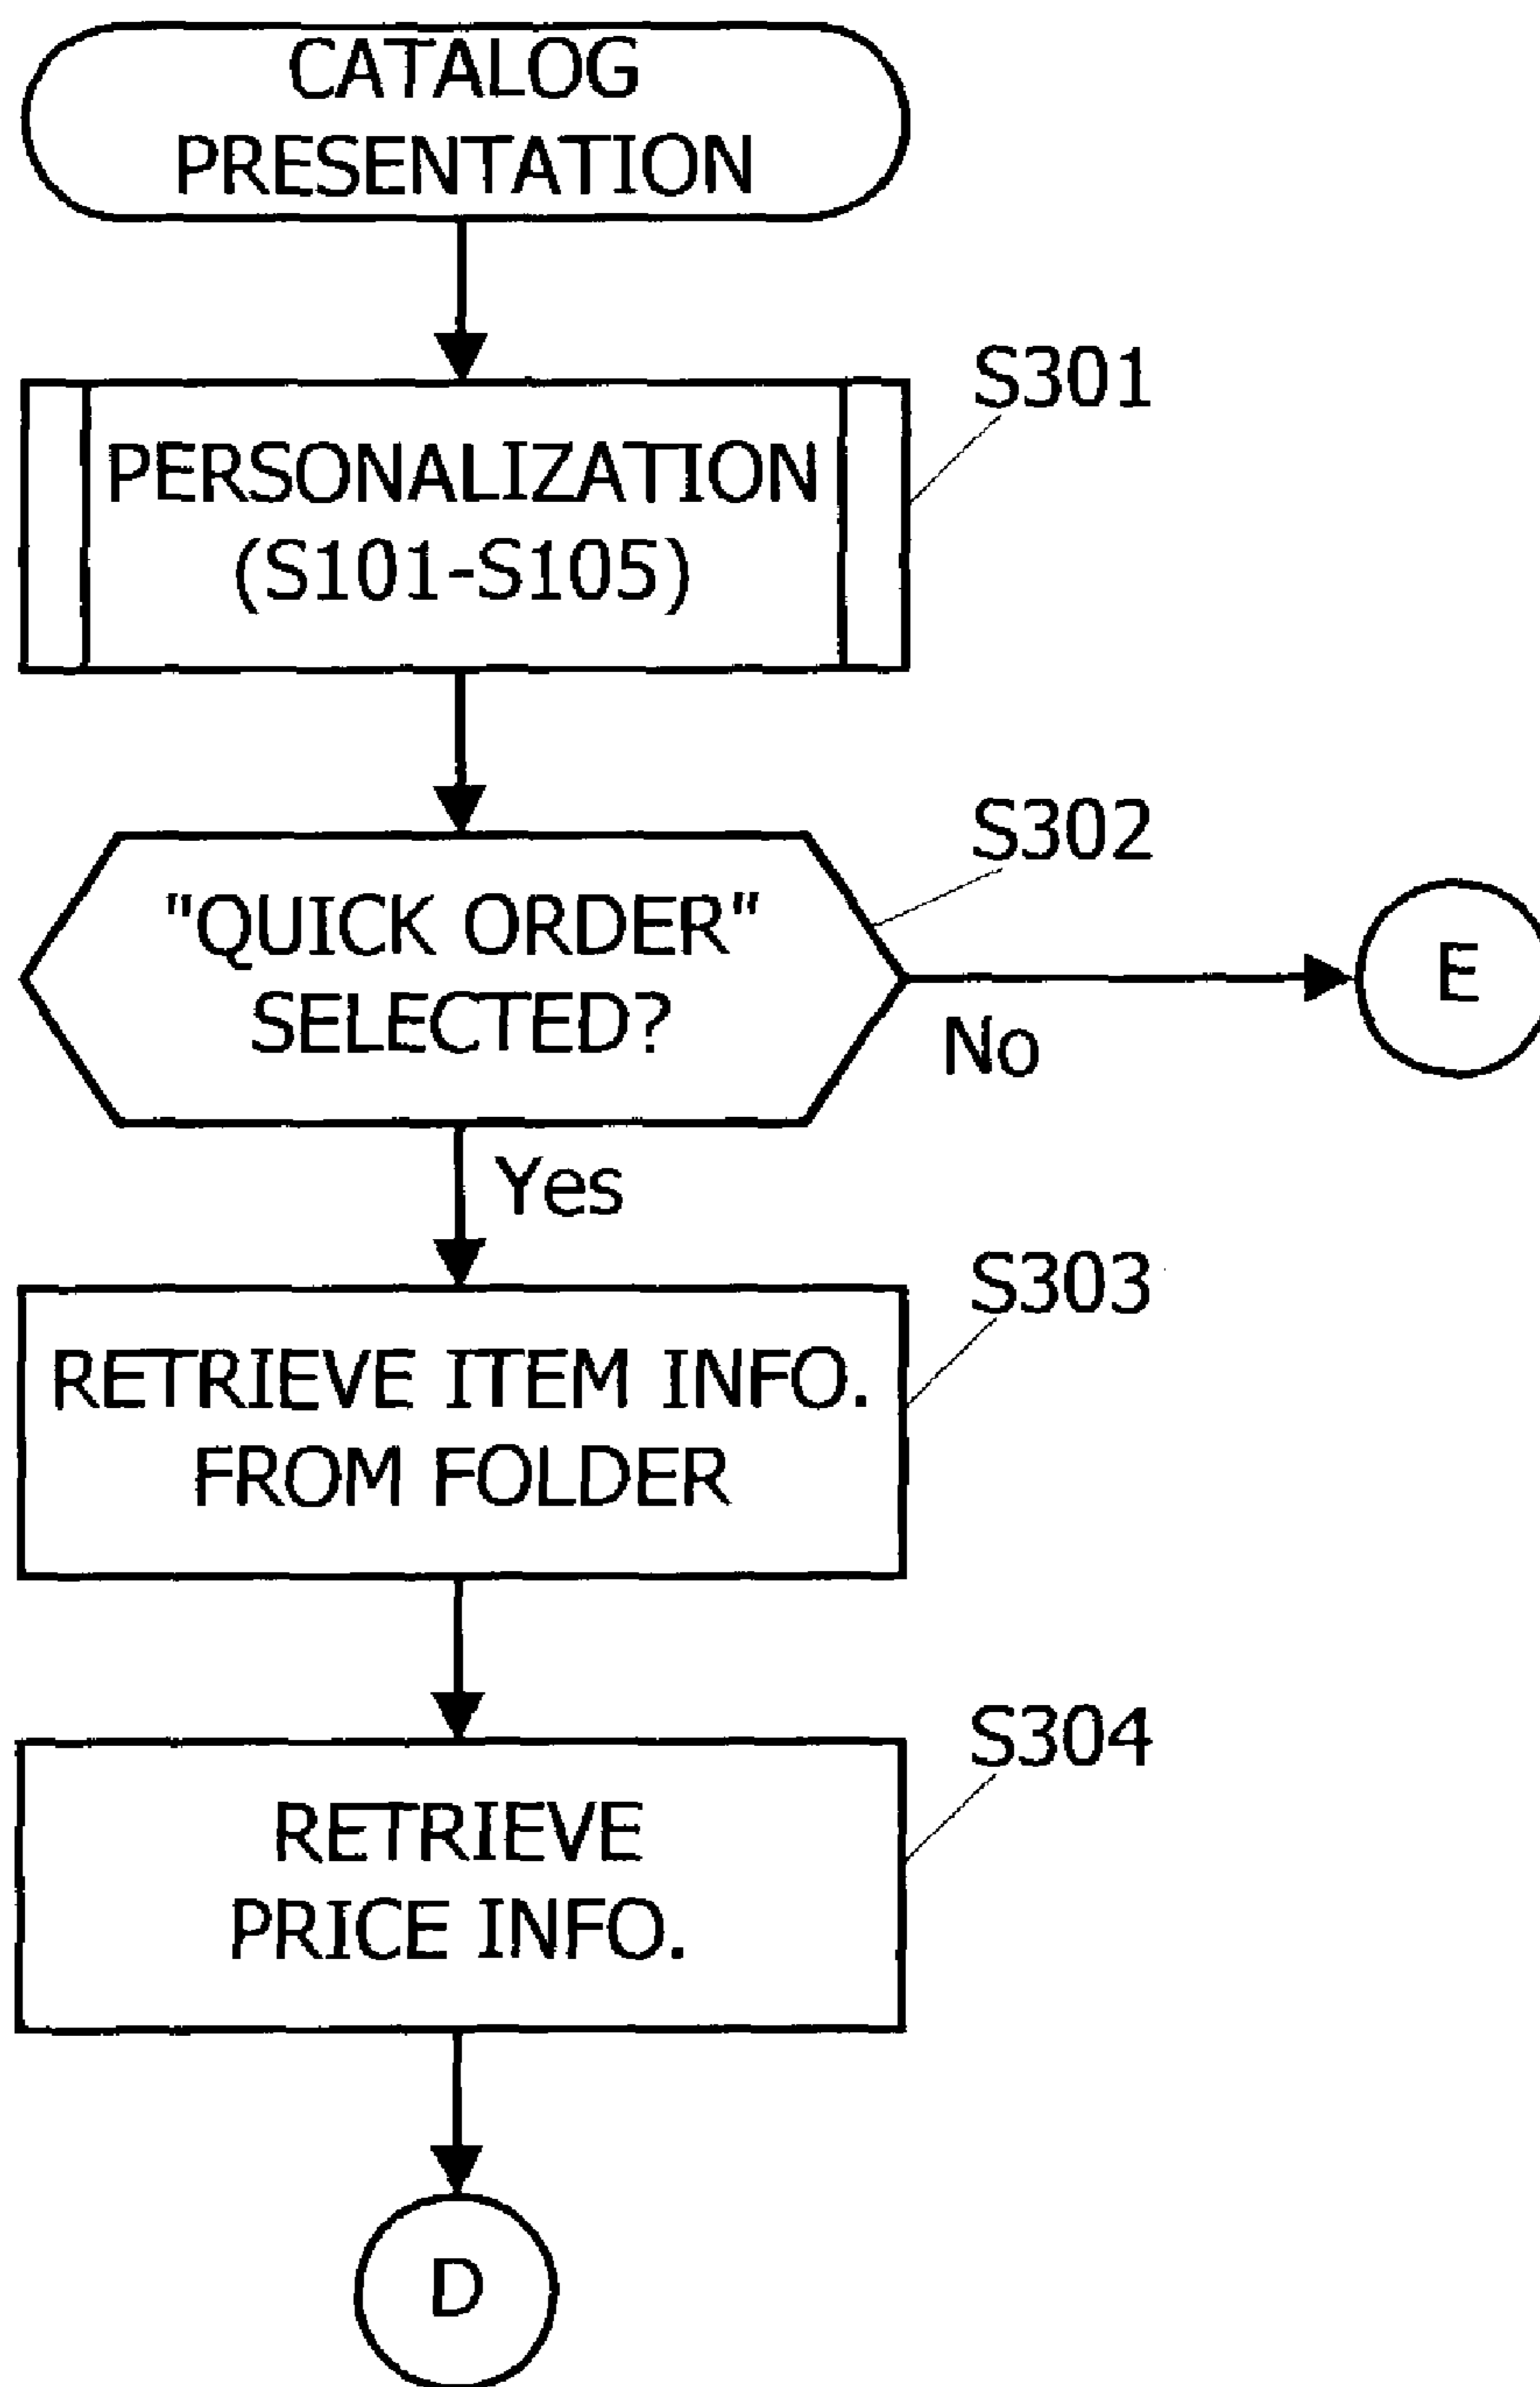 CATALOG
PRESENTATION
S301
PERSONALIZATION
(S101-S105)
S302
"QUICK ORDER"
SELECTED?
E
No
Yes
S303
RETRIEVE ITEM INFO.
FROM FOLDER
S304
RETRIEVE
PRICE INFO.
D